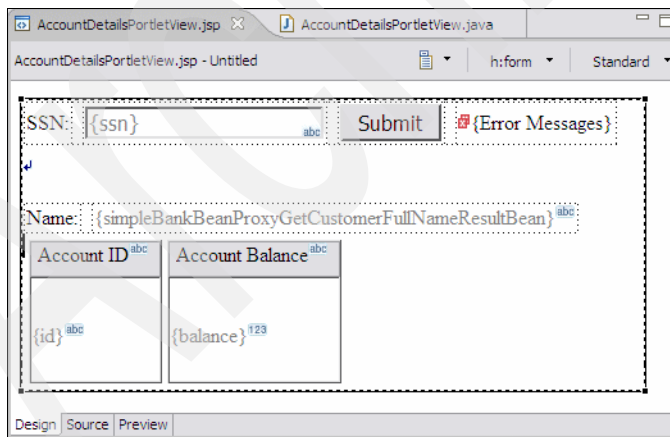 AccountDetailsPortletView.jsp AccountDetailsPortletView.java
AccountDetailsPortletView.jsp - Untitled h:form Standard
SSN: {ssn} abc Submit {Error Messages}
Name: {simpleBankBeanProxyGetCustomerFullNameResultBean} abc
Account ID abc Account Balance abc
{id} abc {balance} 123
Design Source Preview